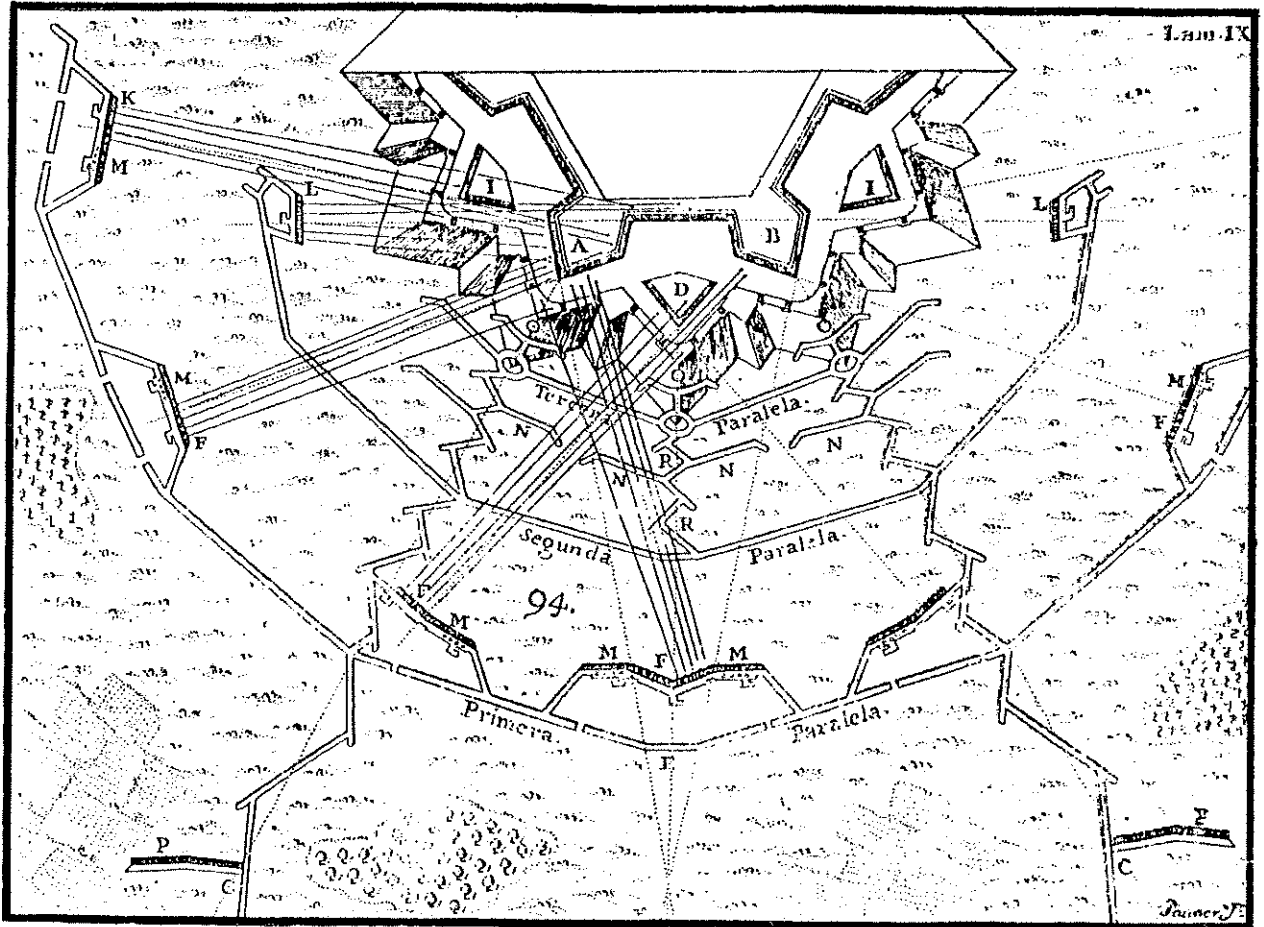 Lam. IX
K
M
I
I
L
L
A
B
D
M
F
M
F
O
O
O
Tercera Paralela.
N
N
N
N
R
R
Segunda Paralela.
94.
F
M
M
F
M
Primera Paralela
E
P
P
C
C